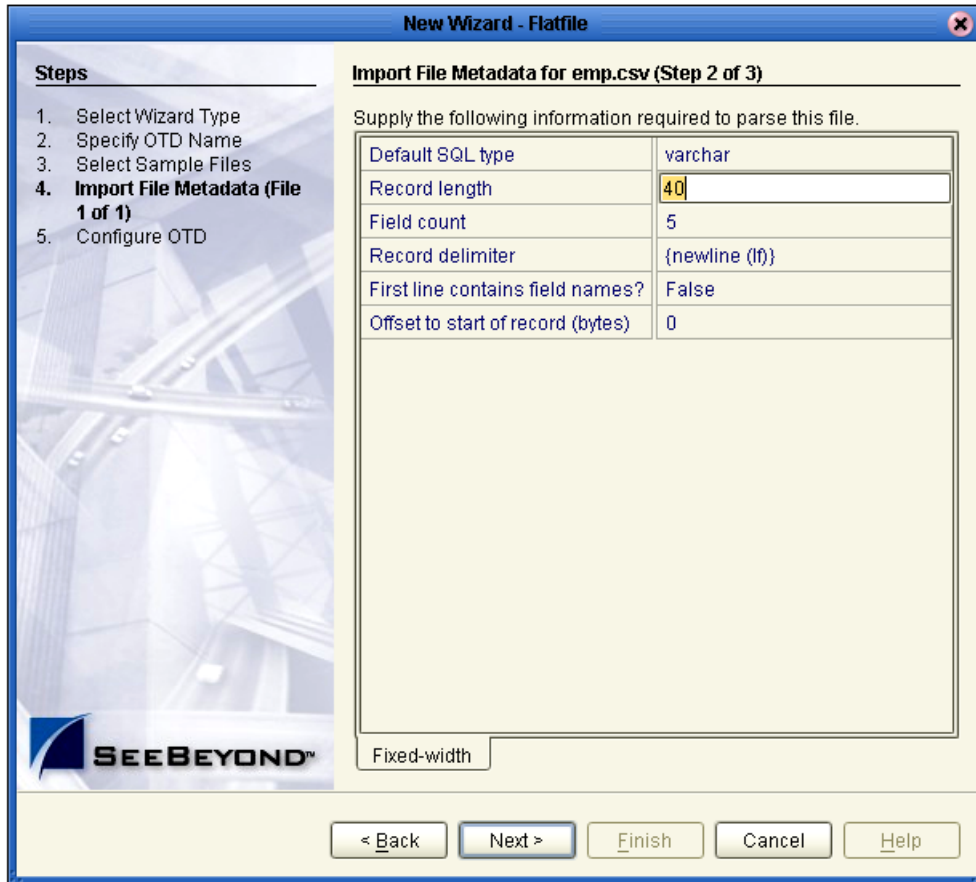 New Wizard - Flatfile
Steps
1. Select Wizard Type
2. Specify OTD Name
3. Select Sample Files
4. Import File Metadata (File
1 of 1)
5. Configure OTD
Import File Metadata for emp.csv (Step 2 of 3)
Supply the following information required to parse this file.
Default SQL type varchar
Record length 40
Field count 5
Record delimiter {newline (lf)}
First line contains field names? False
Offset to start of record (bytes) 0
Fixed-width
SEEBEYOND™
< Back Next > Finish Cancel Help